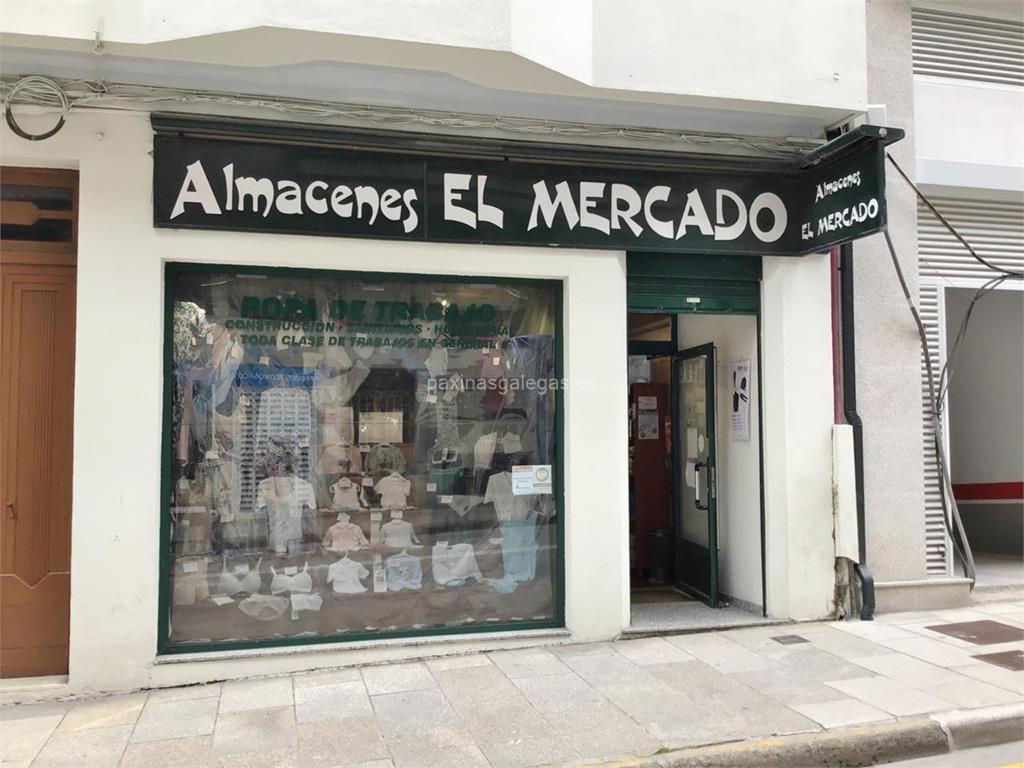 Almacenes EL MERCADO
Almacenes
EL MERCADO
ROPA DE TRABAJO
CONSTRUCCION · SANITARIOS · HOSTELERIA
TODA CLASE DE TRABAJOS EN GENERAL
paxinasgalegas.es